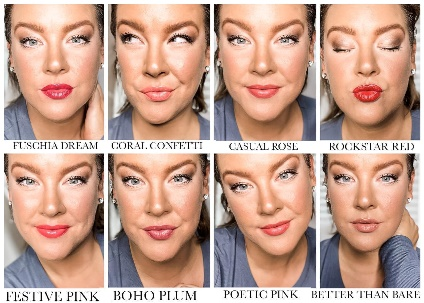 FUSCHIA DREAM
CORAL CONFETTI
CASUAL ROSE
ROCKSTAR RED
FESTIVE PINK
BOHO PLUM
POETIC PINK
BETTER THAN BARE